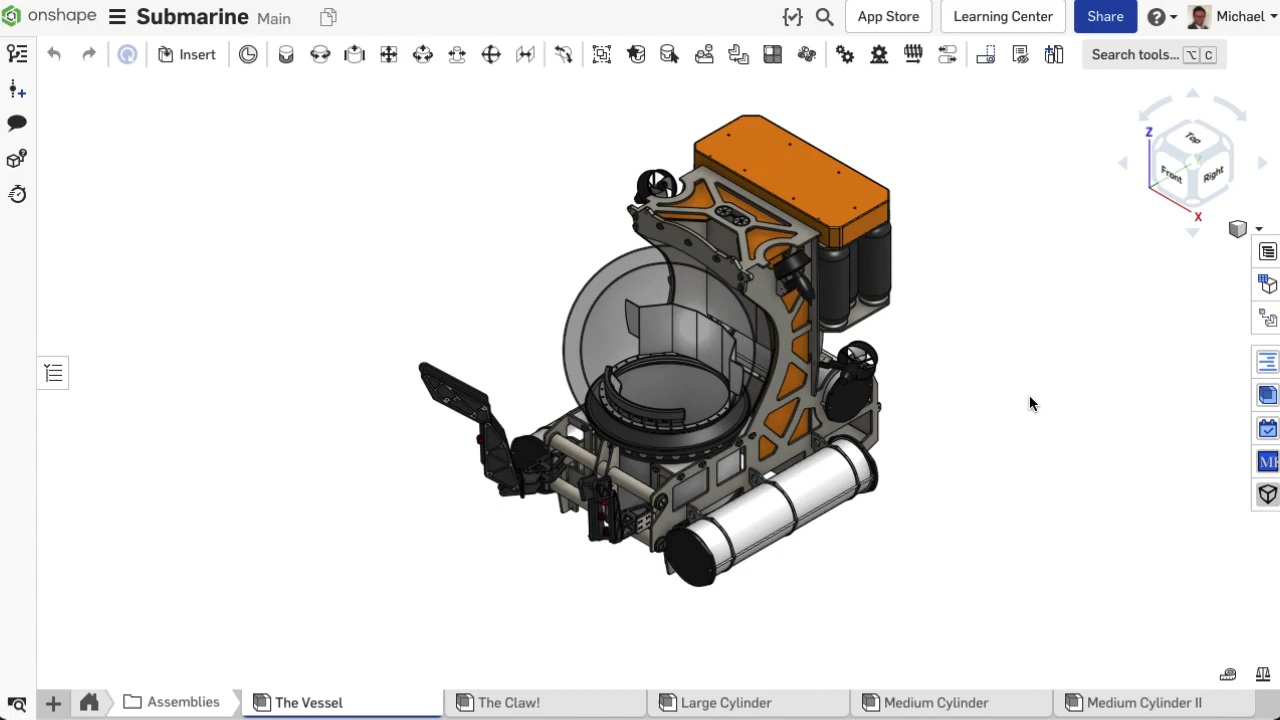 onshape Submarine Main App Store Learning Center Share Michael
Insert Search tools... ⌥ C
Z
Top
Front Right
Y
X
Assemblies The Vessel The Claw! Large Cylinder Medium Cylinder Medium Cylinder II